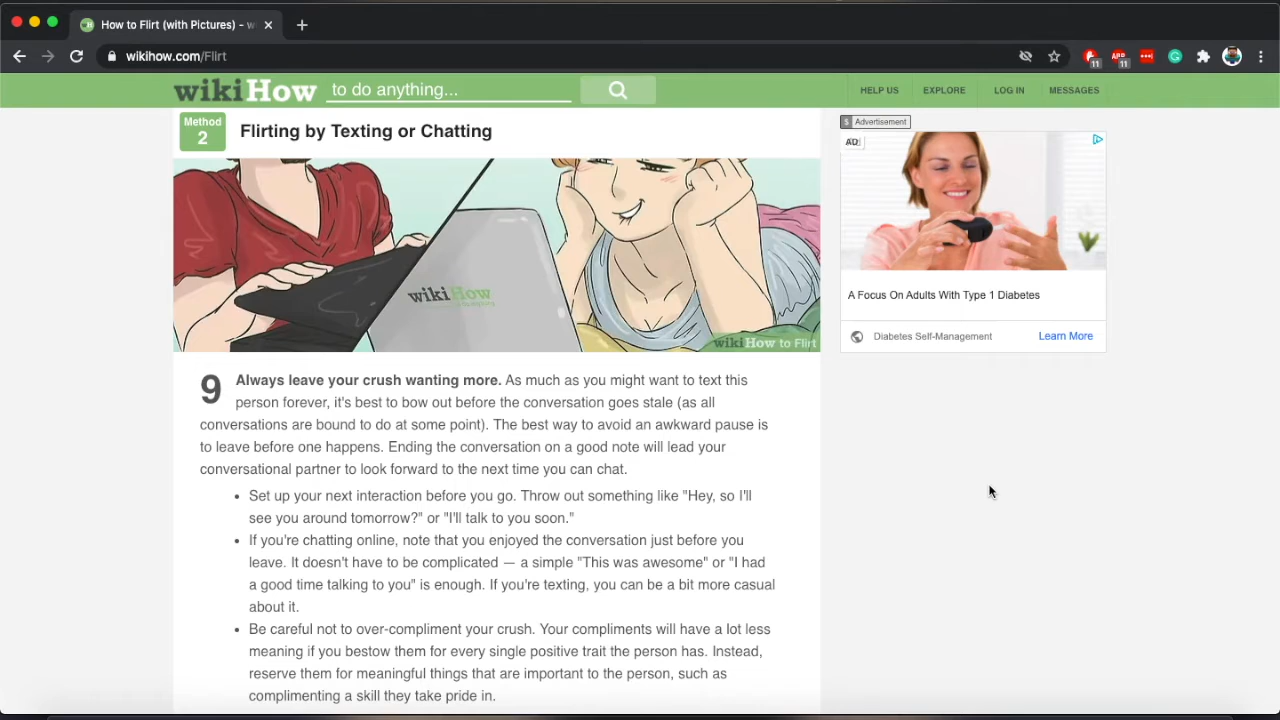 How to Flirt (with Pictures) - w
wikihow.com/Flirt
11
11
wikiHow to do anything...
HELP US EXPLORE LOG IN MESSAGES
Method
2
Flirting by Texting or Chatting
$ Advertisement
AD
wikiHow
wikiHow to Flirt
A Focus On Adults With Type 1 Diabetes
Diabetes Self-Management Learn More
9 Always leave your crush wanting more. As much as you might want to text this
person forever, it's best to bow out before the conversation goes stale (as all
conversations are bound to do at some point). The best way to avoid an awkward pause is
to leave before one happens. Ending the conversation on a good note will lead your
conversational partner to look forward to the next time you can chat.
• Set up your next interaction before you go. Throw out something like "Hey, so I'll
see you around tomorrow?" or "I'll talk to you soon."
• If you're chatting online, note that you enjoyed the conversation just before you
leave. It doesn't have to be complicated — a simple "This was awesome" or "I had
a good time talking to you" is enough. If you're texting, you can be a bit more casual
about it.
• Be careful not to over-compliment your crush. Your compliments will have a lot less
meaning if you bestow them for every single positive trait the person has. Instead,
reserve them for meaningful things that are important to the person, such as
complimenting a skill they take pride in.